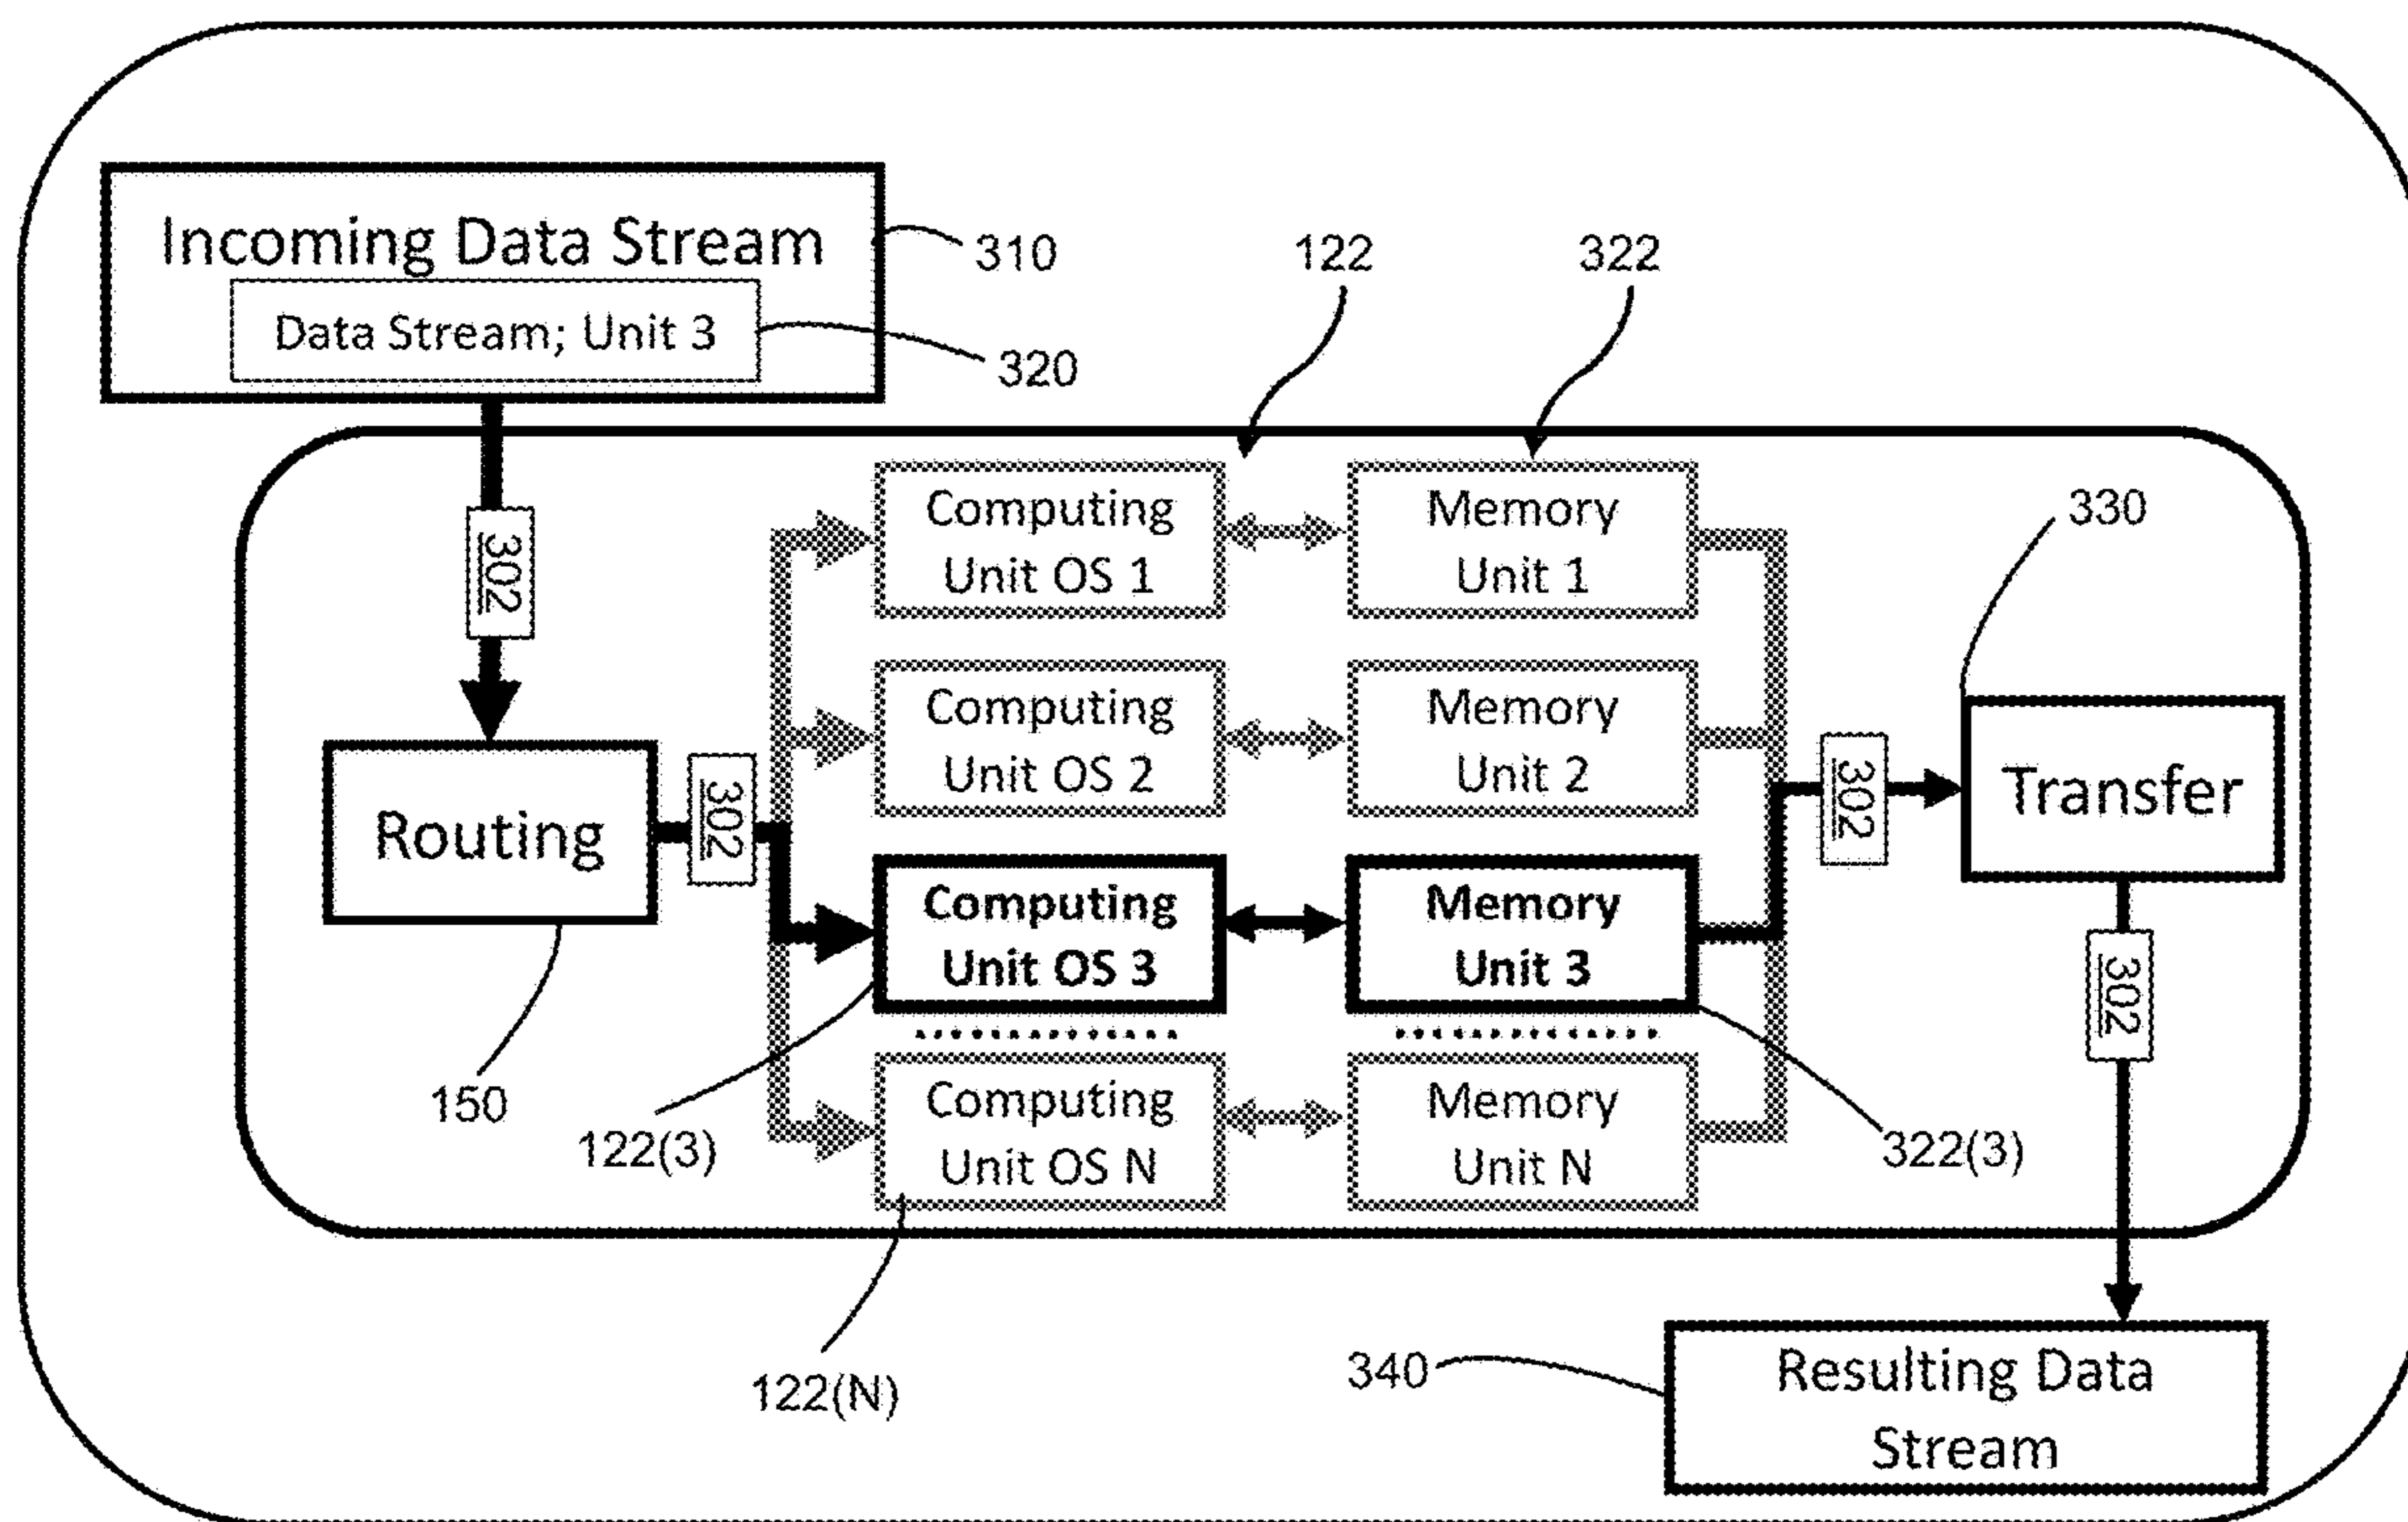 Incoming Data Stream
310
122
322
Data Stream; Unit 3
320
Computing
Unit OS 1
Memory
Unit 1
330
302
Computing
Unit OS 2
Memory
Unit 2
Routing
302
302
Transfer
Computing
Unit OS 3
Memory
Unit 3
302
150
122(3)
Computing
Unit OS N
Memory
Unit N
322(3)
122(N)
340
Resulting Data
Stream